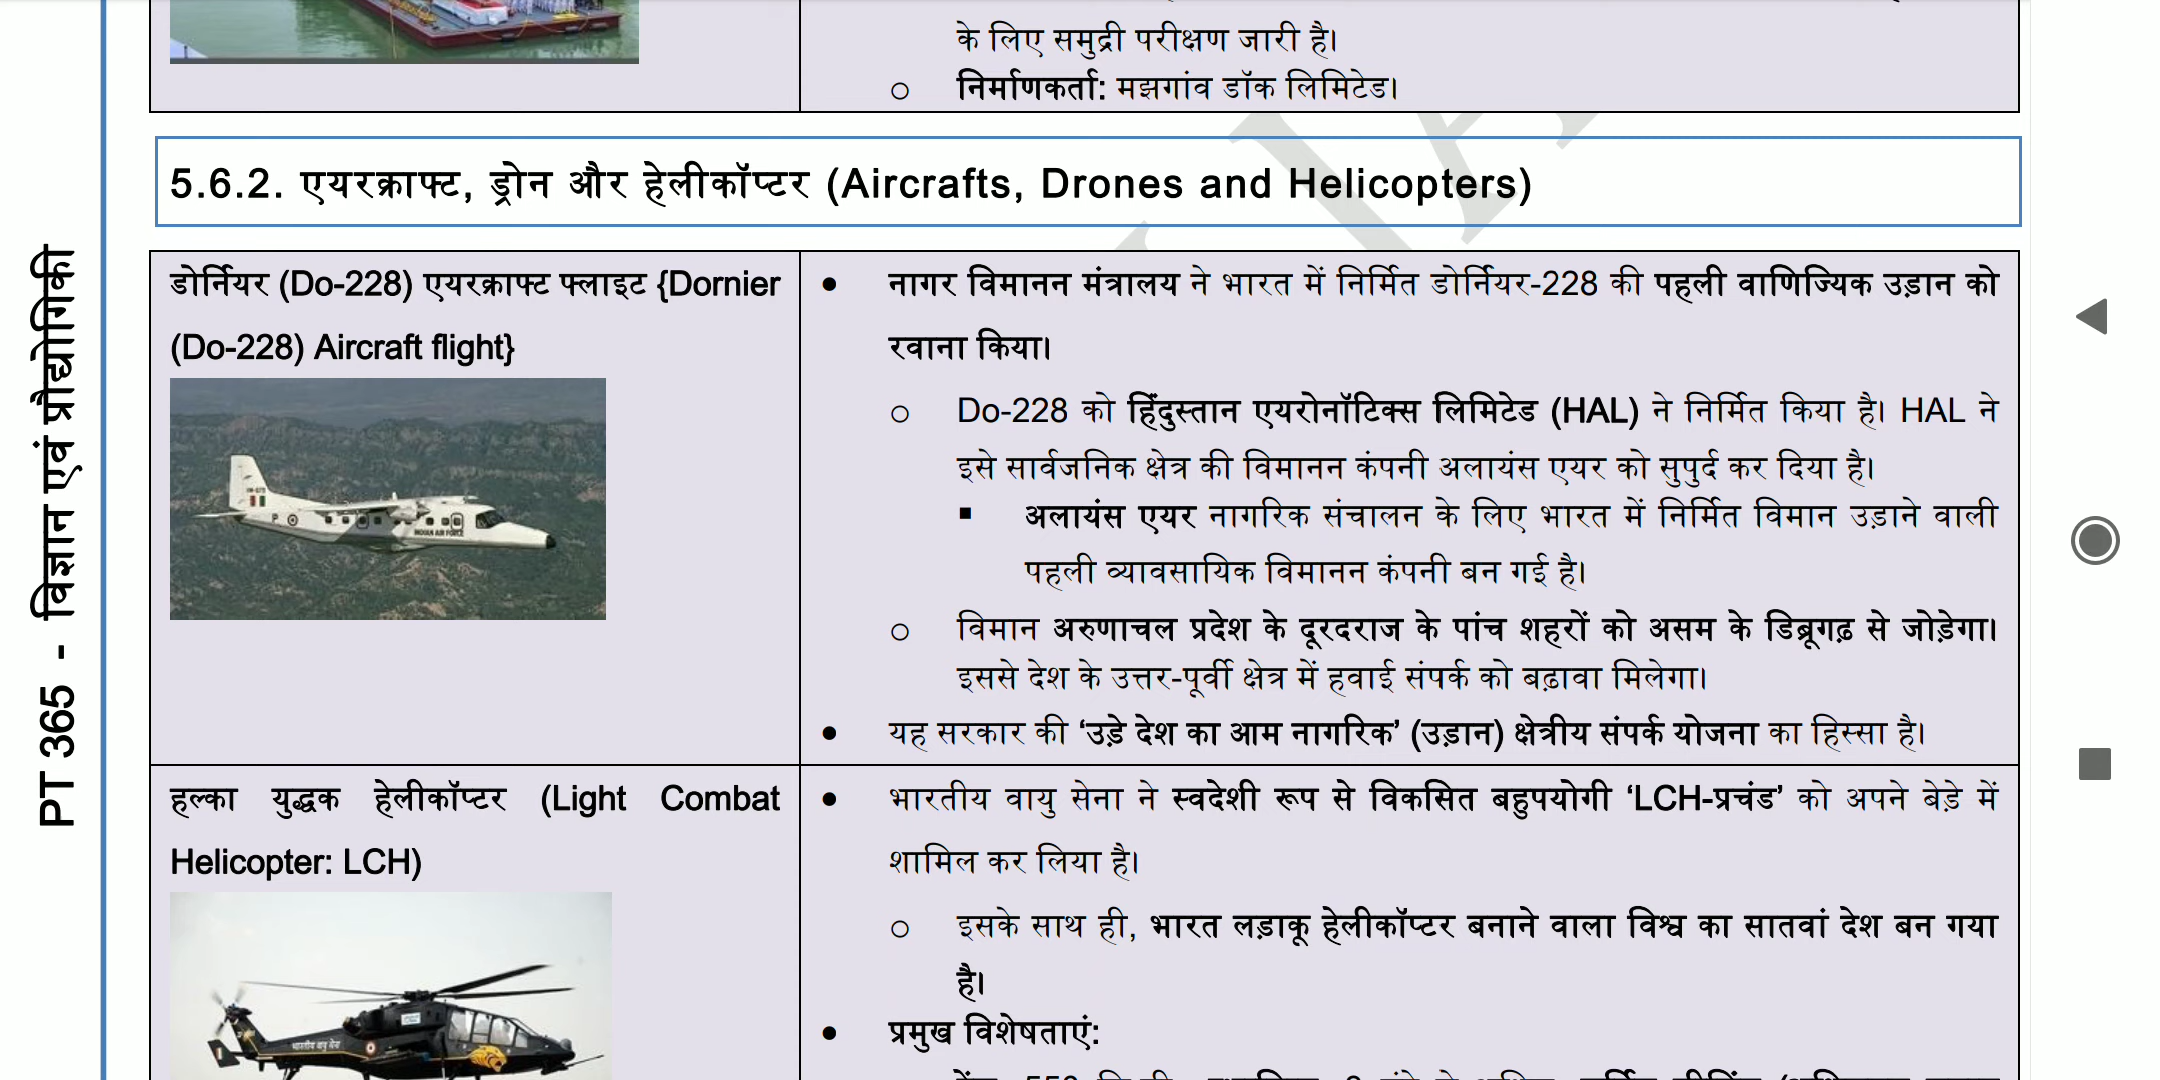 के लिए समुद्री परीक्षण जारी है।
○ निर्माणकर्ता: मझगांव डॉक लिमिटेड।
5.6.2. एयरक्राफ्ट, ड्रोन और हेलीकॉप्टर (Aircrafts, Drones and Helicopters)
डोर्नियर (Do-228) एयरक्राफ्ट फ्लाइट {Dornier
(Do-228) Aircraft flight}
INDIAN AIR FORCE
● नागर विमानन मंत्रालय ने भारत में निर्मित डोर्नियर-228 की पहली वाणिज्यिक उड़ान को
रवाना किया।
○ Do-228 को हिंदुस्तान एयरोनॉटिक्स लिमिटेड (HAL) ने निर्मित किया है। HAL ने
इसे सार्वजनिक क्षेत्र की विमानन कंपनी अलायंस एयर को सुपुर्द कर दिया है।
▪ अलायंस एयर नागरिक संचालन के लिए भारत में निर्मित विमान उड़ाने वाली
पहली व्यावसायिक विमानन कंपनी बन गई है।
○ विमान अरुणाचल प्रदेश के दूरदराज के पांच शहरों को असम के डिब्रूगढ़ से जोड़ेगा।
इससे देश के उत्तर-पूर्वी क्षेत्र में हवाई संपर्क को बढ़ावा मिलेगा।
● यह सरकार की ‘उड़े देश का आम नागरिक’ (उड़ान) क्षेत्रीय संपर्क योजना का हिस्सा है।
हल्का युद्धक हेलीकॉप्टर (Light Combat
Helicopter: LCH)
भारतीय वायु सेना
● भारतीय वायु सेना ने स्वदेशी रूप से विकसित बहुपयोगी ‘LCH-प्रचंड’ को अपने बेड़े में
शामिल कर लिया है।
○ इसके साथ ही, भारत लड़ाकू हेलीकॉप्टर बनाने वाला विश्व का सातवां देश बन गया
है।
● प्रमुख विशेषताएं:
PT 365 - विज्ञान एवं प्रौद्योगिकी